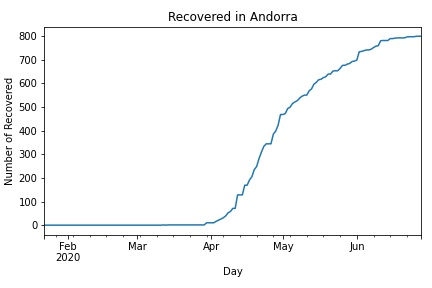 Recovered in Andorra
Number of Recovered
800
700
600
500
400
300
200
100
0
Feb
2020
Mar
Apr
May
Jun
Day